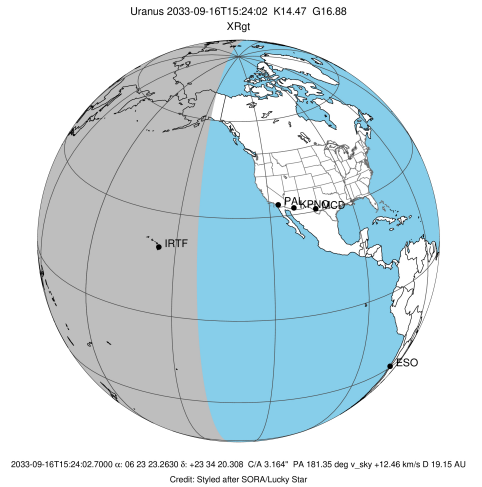 Uranus 2033-09-16T15:24:02 K14.47 G16.88
XRgt
PAL
KPNO
MCD
IRTF
ESO
2033-09-16T15:24:02.7000 α: 06 23 23.2630 δ: +23 34 20.308 C/A 3.164" PA 181.35 deg v_sky +12.46 km/s D 19.15 AU
Credit: Styled after SORA/Lucky Star